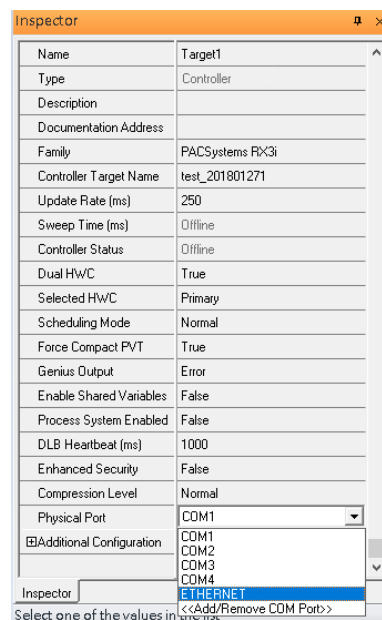 Inspector
Name Target1
Type Controller
Description
Documentation Address
Family PACSystems RX3i
Controller Target Name test_201801271
Update Rate (ms) 250
Sweep Time (ms) Offline
Controller Status Offline
Dual HWC True
Selected HWC Primary
Scheduling Mode Normal
Force Compact PVT True
Genius Output Error
Enable Shared Variables False
Process System Enabled False
DLB Heartbeat (ms) 1000
Enhanced Security False
Compression Level Normal
Physical Port COM1
Additional Configuration
COM1
COM2
COM3
COM4
ETHERNET
<<Add/Remove COM Port>>
Inspector
Select one of the values in the list